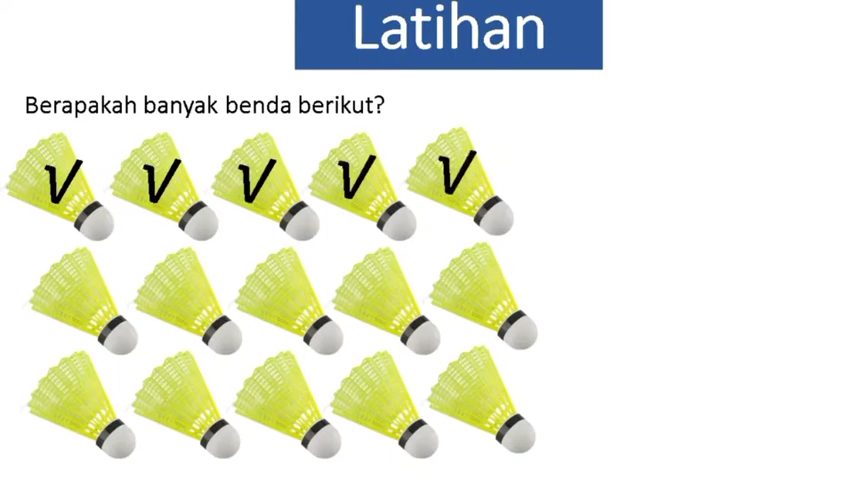 Latihan
Berapakah banyak benda berikut?
√ √ √ √ √